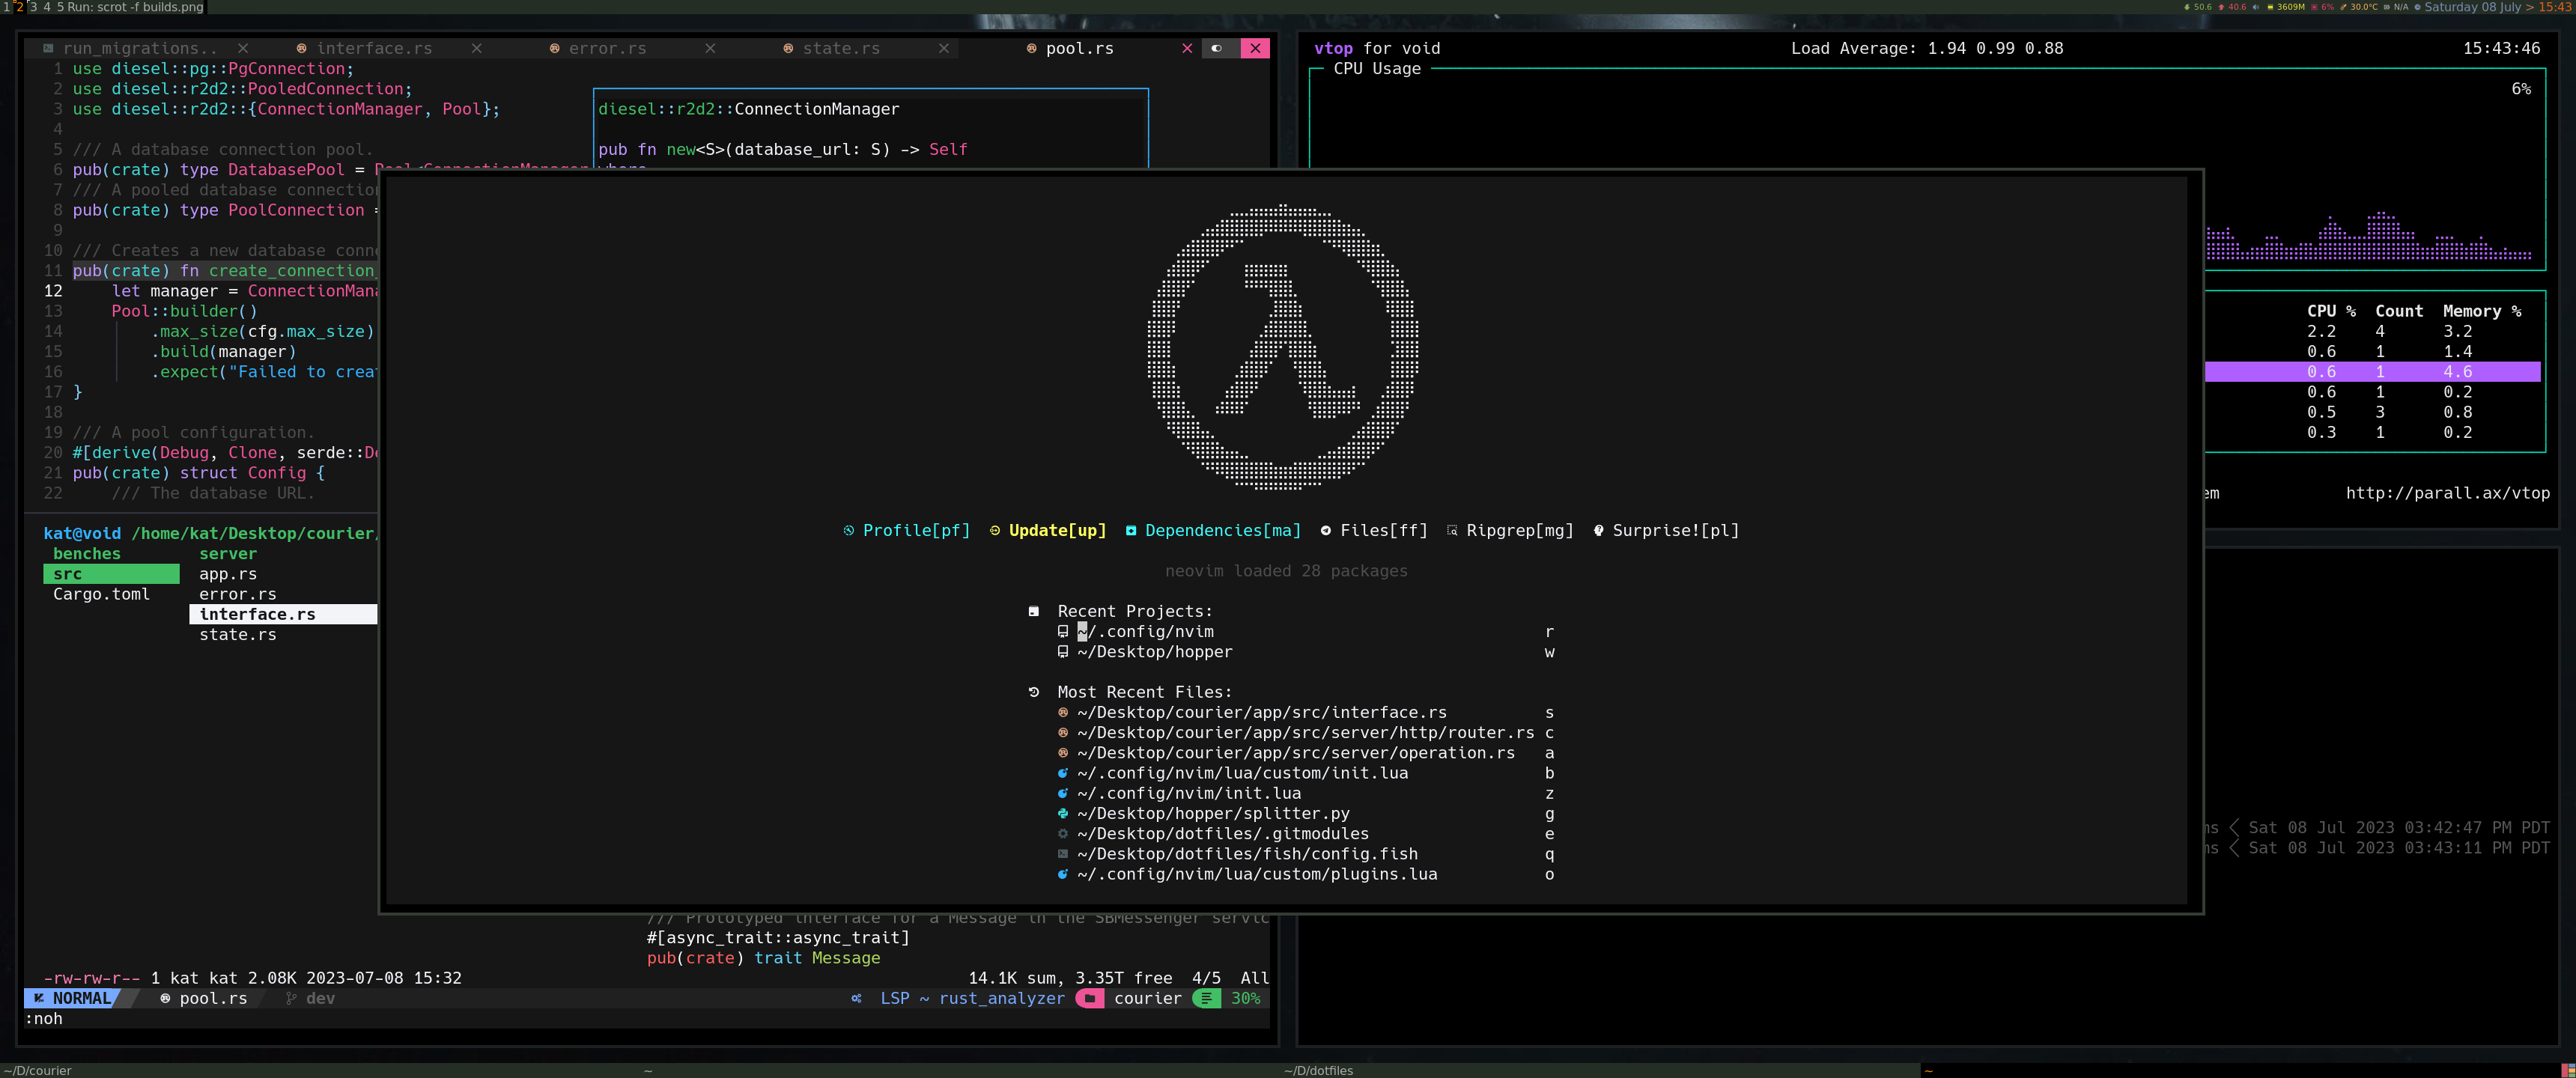 1 2 3 4 5 Run: scrot -f builds.png
50.6 40.6 3609M 6% 30.0°C N/A Saturday 08 July > 15:43
run_migrations.. interface.rs error.rs state.rs pool.rs
1 use diesel::pg::PgConnection;
2 use diesel::r2d2::PooledConnection;
3 use diesel::r2d2::{ConnectionManager, Pool};
4
5 /// A database connection pool.
6 pub(crate) type DatabasePool = Pool<ConnectionManager
7 /// A pooled database connection
8 pub(crate) type PoolConnection =
9
10 /// Creates a new database conne
11 pub(crate) fn create_connection_
12 let manager = ConnectionMana
13 Pool::builder()
14 .max_size(cfg.max_size)
15 .build(manager)
16 .expect("Failed to creat
17 }
18
19 /// A pool configuration.
20 #[derive(Debug, Clone, serde::De
21 pub(crate) struct Config {
22 /// The database URL.
diesel::r2d2::ConnectionManager
pub fn new<S>(database_url: S) -> Self
where
kat@void /home/kat/Desktop/courier/
benches server
src app.rs
Cargo.toml error.rs
interface.rs
state.rs
/// Prototyped interface for a Message in the SBMessenger servic
#[async_trait::async_trait]
pub(crate) trait Message
-rw-rw-r-- 1 kat kat 2.08K 2023-07-08 15:32 14.1K sum, 3.35T free 4/5 All
NORMAL pool.rs dev LSP ~ rust_analyzer courier 30%
:noh
vtop for void Load Average: 1.94 0.99 0.88 15:43:46
CPU Usage
6%
CPU % Count Memory %
2.2 4 3.2
0.6 1 1.4
0.6 1 4.6
0.6 1 0.2
0.5 3 0.8
0.3 1 0.2
em http://parall.ax/vtop
Profile[pf] Update[up] Dependencies[ma] Files[ff] Ripgrep[mg] Surprise![pl]
neovim loaded 28 packages
Recent Projects:
~/.config/nvim r
~/Desktop/hopper w
Most Recent Files:
~/Desktop/courier/app/src/interface.rs s
~/Desktop/courier/app/src/server/http/router.rs c
~/Desktop/courier/app/src/server/operation.rs a
~/.config/nvim/lua/custom/init.lua b
~/.config/nvim/init.lua z
~/Desktop/hopper/splitter.py g
~/Desktop/dotfiles/.gitmodules e
~/Desktop/dotfiles/fish/config.fish q
~/.config/nvim/lua/custom/plugins.lua o
ms < Sat 08 Jul 2023 03:42:47 PM PDT
ms < Sat 08 Jul 2023 03:43:11 PM PDT
~/D/courier ~ ~/D/dotfiles ~